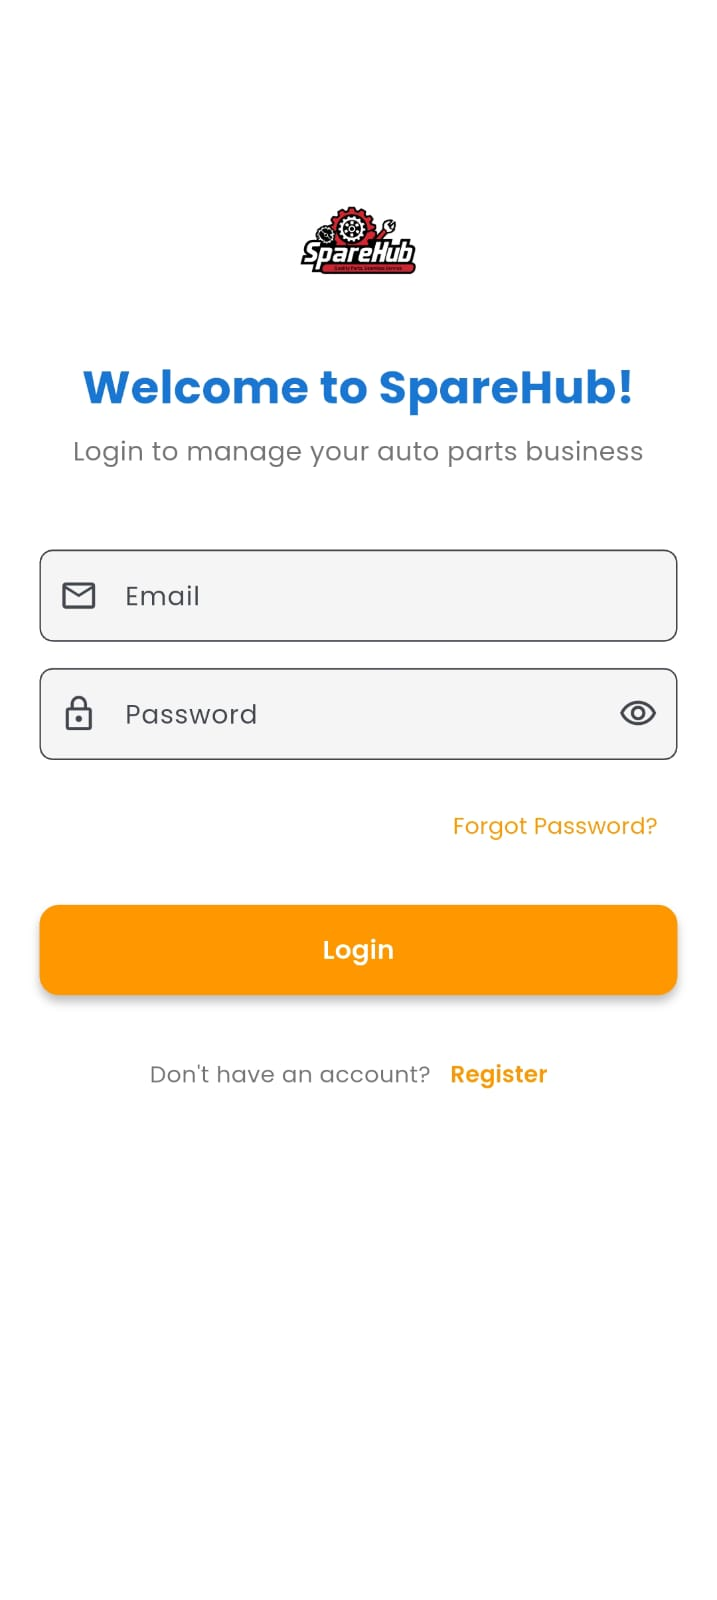 SpareHub
Welcome to SpareHub!
Login to manage your auto parts business
Email
Password
Forgot Password?
Login
Don't have an account? Register